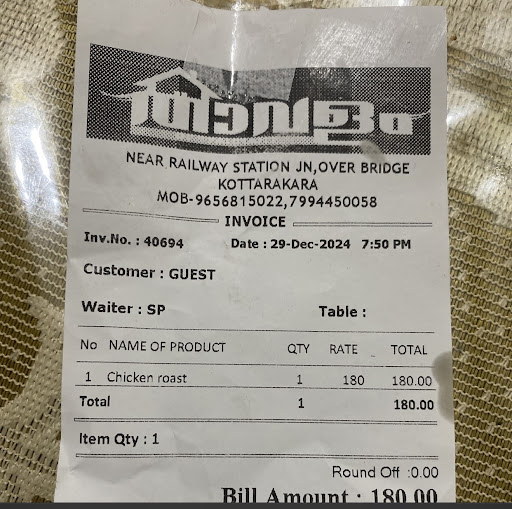 താവളം
NEAR RAILWAY STATION JN,OVER BRIDGE
KOTTARAKARA
MOB-9656815022,7994450058
INVOICE
Inv.No. : 40694 Date : 29-Dec-2024 7:50 PM
Customer : GUEST
Waiter : SP Table :
No NAME OF PRODUCT QTY RATE TOTAL
1 Chicken roast 1 180 180.00
Total 1 180.00
Item Qty : 1
Round Off :0.00
Bill Amount : 180.00